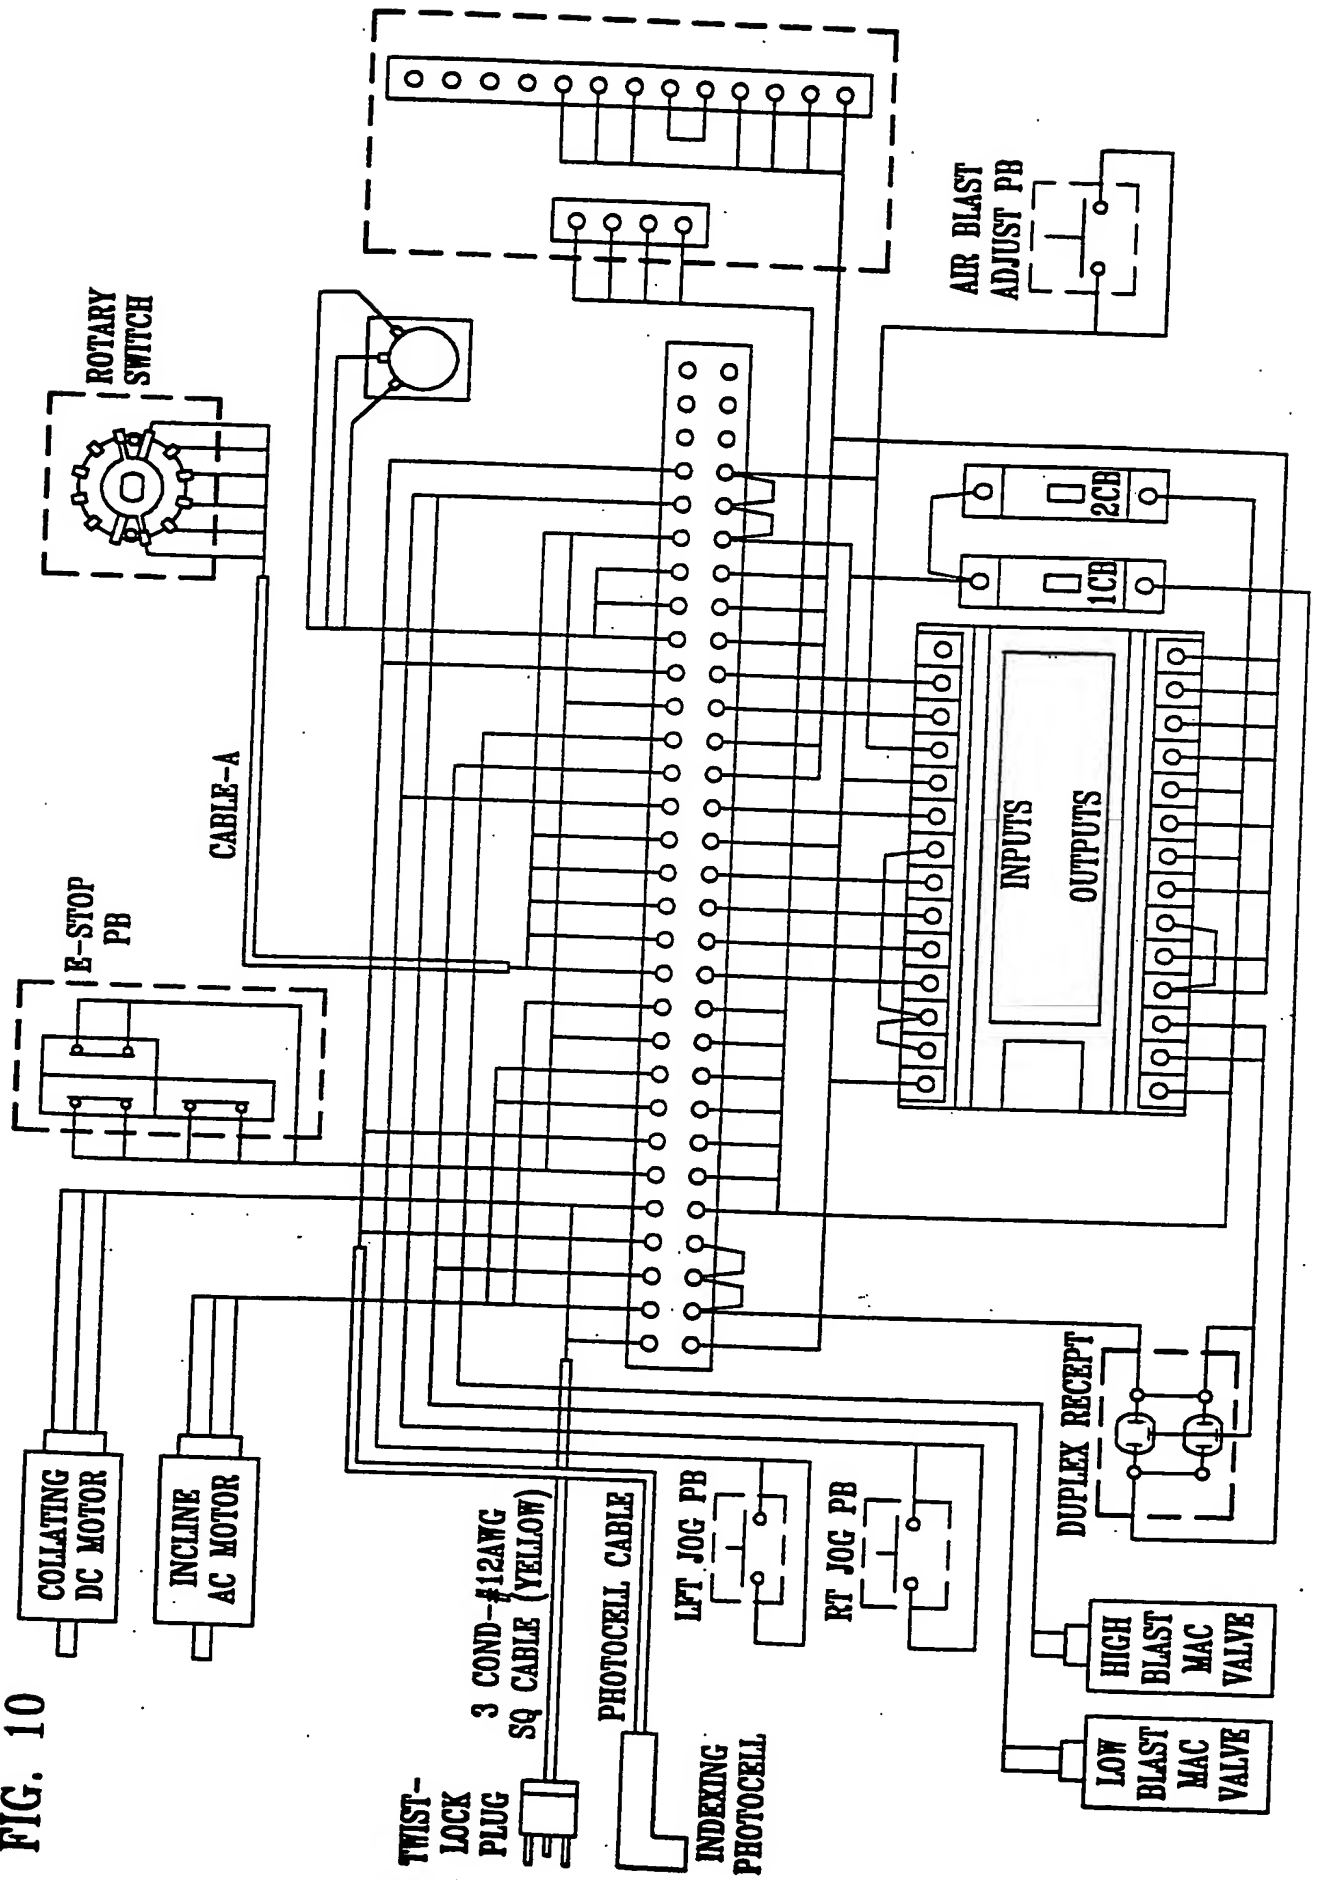 FIG. 10
COLLATING
DC MOTOR
INCLINE
AC MOTOR
TWIST-
LOCK
PLUG
3 COND-#12AWG
SQ CABLE (YELLOW)
PHOTOCELL CABLE
INDEXING
PHOTOCELL
LFT JOG PB
RT JOG PB
LOW
BLAST
MAC
VALVE
HIGH
BLAST
MAC
VALVE
DUPLEX RECEPT
E-STOP
PB
CABLE-A
ROTARY
SWITCH
INPUTS
OUTPUTS
1CB
2CB
AIR BLAST
ADJUST PB